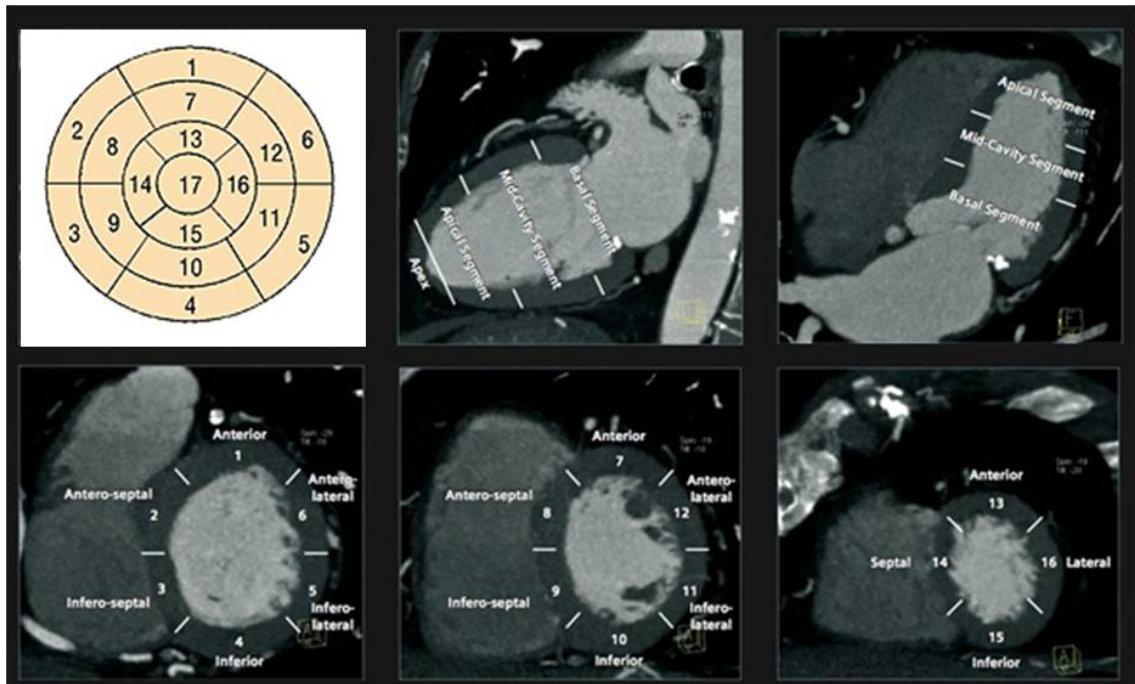 1
7
2
8
13
12
6
14
17
16
3
9
15
11
5
10
4
Basal Segment
Mid-Cavity Segment
Apical Segment
Apex
Apical Segment
Mid-Cavity Segment
Basal Segment
F
Anterior
1
Antero-septal
2
Antero-
lateral
6
3
Infero-septal
5
Infero-
lateral
4
Inferior
Anterior
7
Antero-septal
8
Antero-
lateral
12
9
Infero-septal
11
Infero-
lateral
10
Inferior
Anterior
13
Septal
14
16
Lateral
15
Inferior